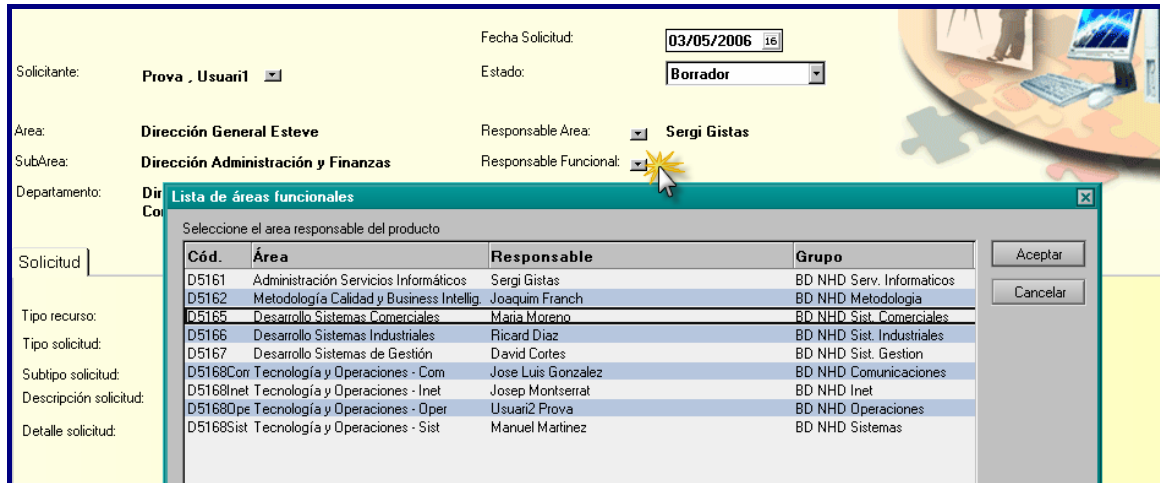 Fecha Solicitud: 03/05/2006 16
Solicitante: Prova , Usuari1 Estado: Borrador
Area: Dirección General Esteve Responsable Area: Sergi Gistas
SubArea: Dirección Administración y Finanzas Responsable Funcional:
Departamento: Dir
Co
Lista de áreas funcionales
Seleccione el area responsable del producto
Cód. Área Responsable Grupo
D5161 Administración Servicios Informáticos Sergi Gistas BD NHD Serv. Informaticos
D5162 Metodología Calidad y Business Intellig. Joaquim Franch BD NHD Metodologia
D5165 Desarrollo Sistemas Comerciales Maria Moreno BD NHD Sist. Comerciales
D5166 Desarrollo Sistemas Industriales Ricard Diaz BD NHD Sist. Industriales
D5167 Desarrollo Sistemas de Gestión David Cortes BD NHD Sist. Gestion
D5168Com Tecnología y Operaciones - Com Jose Luis Gonzalez BD NHD Comunicaciones
D5168Inet Tecnología y Operaciones - Inet Josep Montserrat BD NHD Inet
D5168Ope Tecnología y Operaciones - Oper Usuari2 Prova BD NHD Operaciones
D5168Sist Tecnología y Operaciones - Sist Manuel Martinez BD NHD Sistemas
Aceptar
Cancelar
Solicitud
Tipo recurso:
Tipo solicitud:
Subtipo solicitud:
Descripción solicitud:
Detalle solicitud: